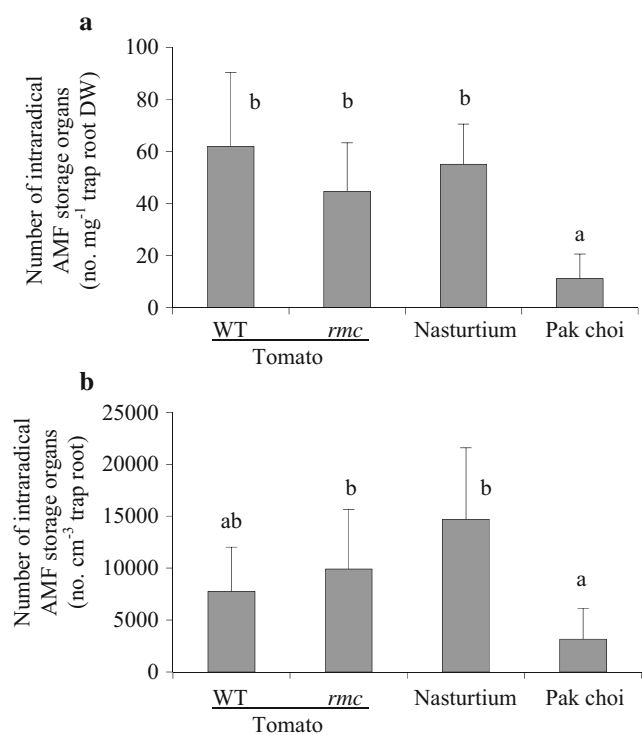 a
Number of intraradical
AMF storage organs
(no. mg⁻¹ trap root DW)
100
80
60
40
20
0
b
b
b
a
WT
rmc
Nasturtium
Pak choi
Tomato
b
Number of intraradical
AMF storage organs
(no. cm⁻³ trap root)
25000
20000
15000
10000
5000
0
ab
b
b
a
WT
rmc
Nasturtium
Pak choi
Tomato